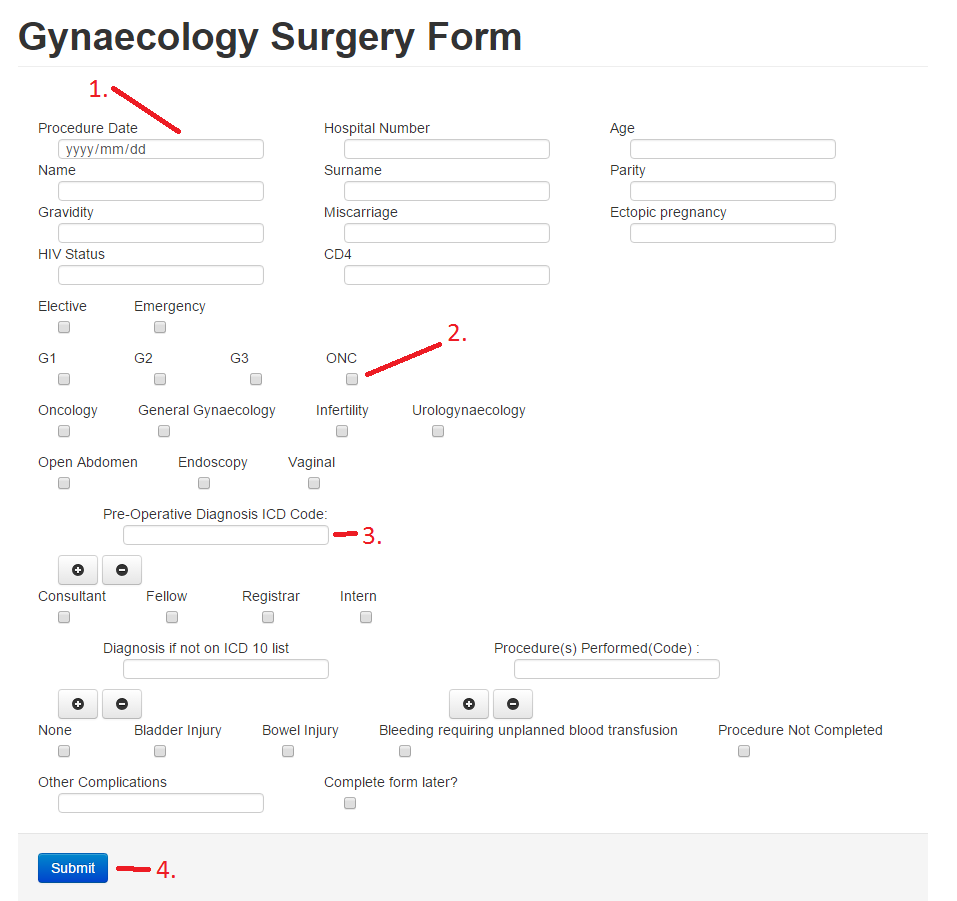 Gynaecology Surgery Form
1.
Procedure Date Hospital Number Age
yyyy/mm/dd
Name Surname Parity
Gravidity Miscarriage Ectopic pregnancy
HIV Status CD4
Elective Emergency
2.
G1 G2 G3 ONC
Oncology General Gynaecology Infertility Urologynaecology
Open Abdomen Endoscopy Vaginal
Pre-Operative Diagnosis ICD Code:
3.
Consultant Fellow Registrar Intern
Diagnosis if not on ICD 10 list Procedure(s) Performed(Code) :
None Bladder Injury Bowel Injury Bleeding requiring unplanned blood transfusion Procedure Not Completed
Other Complications Complete form later?
Submit 4.